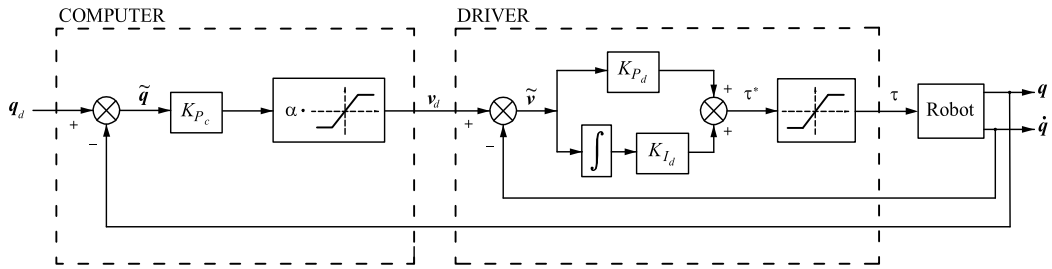 COMPUTER
DRIVER
q_d
+
−
q̃
K_{P_c}
α·
v_d
+
−
ṽ
K_{P_d}
∫
K_{I_d}
+
+
τ*
τ
Robot
q
q̇